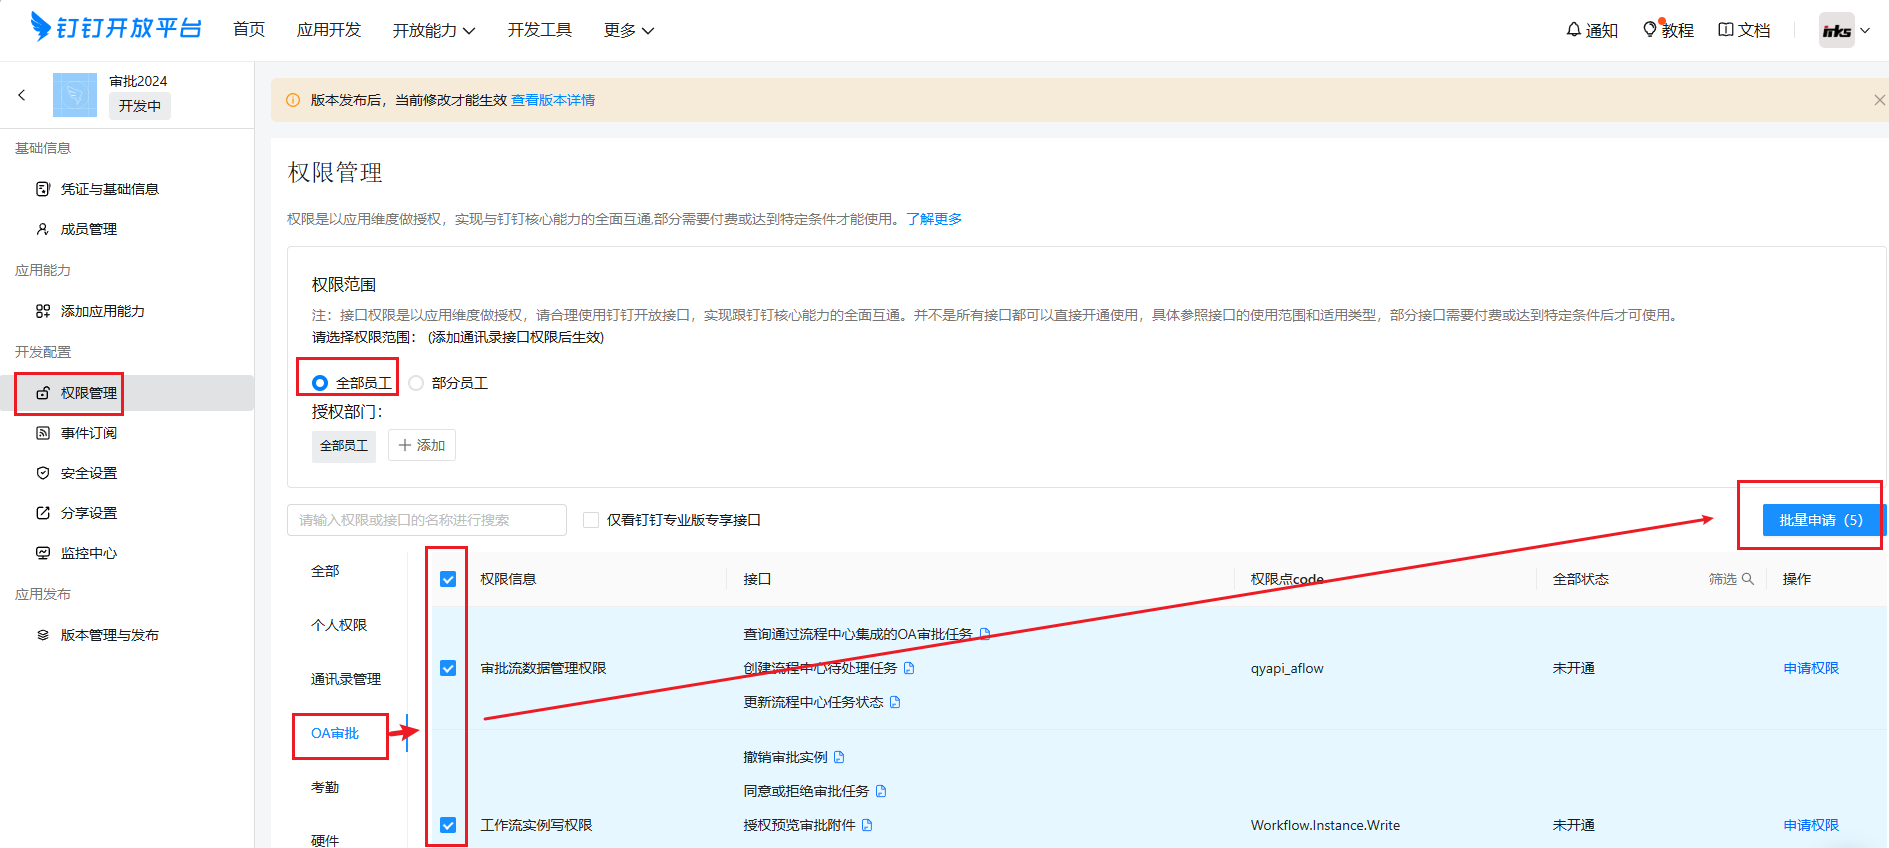 钉钉开放平台 首页 应用开发 开放能力 开发工具 更多 通知 教程 文档 irks
审批2024
开发中
基础信息
凭证与基础信息
成员管理
应用能力
添加应用能力
开发配置
权限管理
事件订阅
安全设置
分享设置
监控中心
应用发布
版本管理与发布
版本发布后，当前修改才能生效 查看版本详情
权限管理
权限是以应用维度做授权，实现与钉钉核心能力的全面互通,部分需要付费或达到特定条件才能使用。了解更多
权限范围
注：接口权限是以应用维度做授权，请合理使用钉钉开放接口，实现跟钉钉核心能力的全面互通。并不是所有接口都可以直接开通使用，具体参照接口的使用范围和适用类型，部分接口需要付费或达到特定条件后才可使用。
请选择权限范围： (添加通讯录接口权限后生效)
全部员工 部分员工
授权部门：
全部员工 添加
请输入权限或接口的名称进行搜索 仅看钉钉专业版专享接口 批量申请（5）
全部
个人权限
通讯录管理
OA审批
考勤
硬件
权限信息 接口 权限点code 全部状态 筛选 操作
查询通过流程中心集成的OA审批任务
审批流数据管理权限 创建流程中心待处理任务 qyapi_aflow 未开通 申请权限
更新流程中心任务状态
撤销审批实例
同意或拒绝审批任务
工作流实例写权限 授权预览审批附件 Workflow.Instance.Write 未开通 申请权限